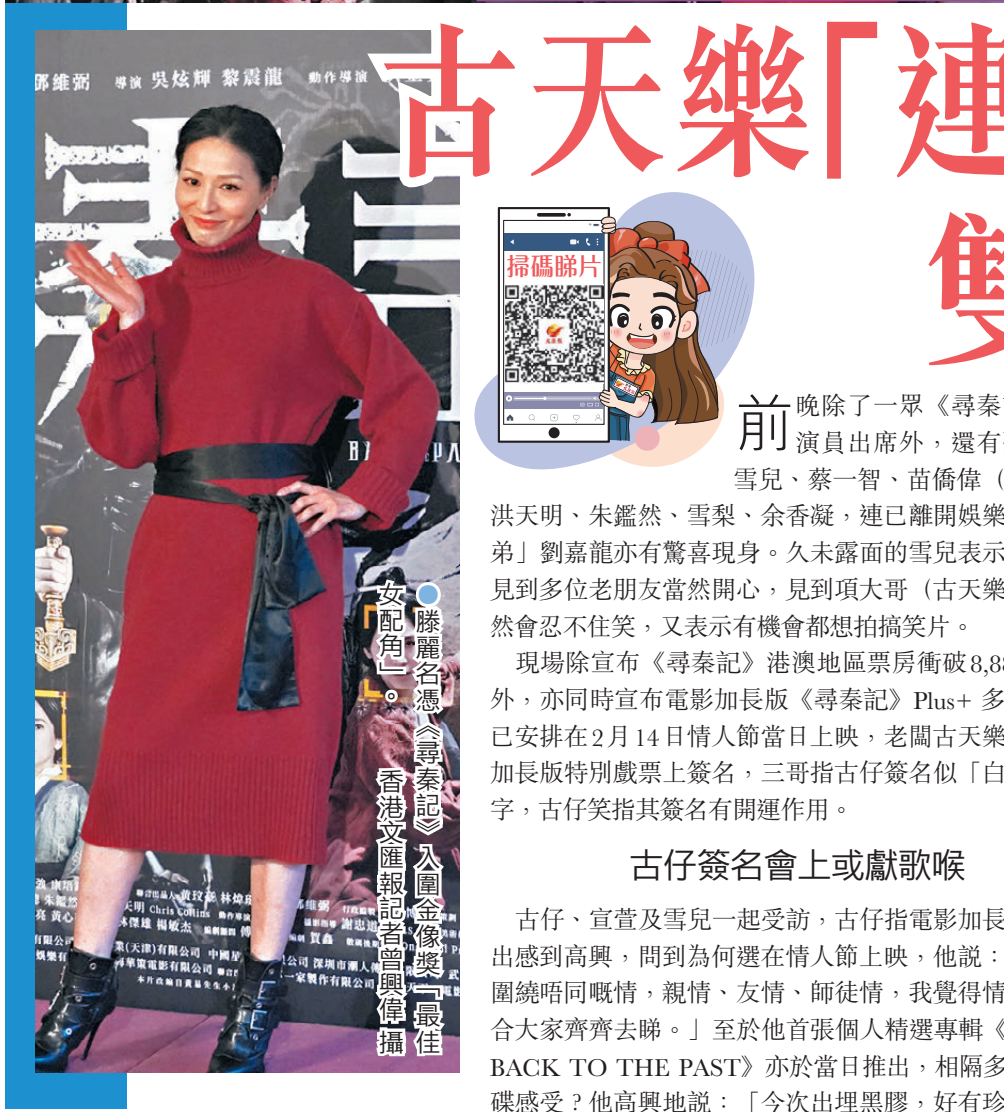 古天樂「連
雙
鄧維弼 導演 吳炫輝 黎震龍 動作導演
掃碼睇片
前晚除了一眾《尋秦
演員出席外，還有
雪兒、蔡一智、苗僑偉（
洪天明、朱鑑然、雪梨、余香凝，連已離開娛樂
弟」劉嘉龍亦有驚喜現身。久未露面的雪兒表示
見到多位老朋友當然開心，見到項大哥（古天樂
然會忍不住笑，又表示有機會都想拍搞笑片。
現場除宣布《尋秦記》港澳地區票房衝破8,88
外，亦同時宣布電影加長版《尋秦記》Plus+ 多
已安排在2月14日情人節當日上映，老闆古天樂
加長版特別戲票上簽名，三哥指古仔簽名似「白
字，古仔笑指其簽名有開運作用。
古仔簽名會上或獻歌喉
古仔、宣萱及雪兒一起受訪，古仔指電影加長
出感到高興，問到為何選在情人節上映，他說：
圍繞唔同嘅情，親情、友情、師徒情，我覺得情
合大家齊齊去睇。」至於他首張個人精選專輯《
BACK TO THE PAST》亦於當日推出，相隔多
碟感受？他高興地說：「今次出埋黑膠，好有珍
●滕麗名憑《尋秦記》入圍金像獎「最佳
女配角」。 香港文匯報記者曾興偉 攝